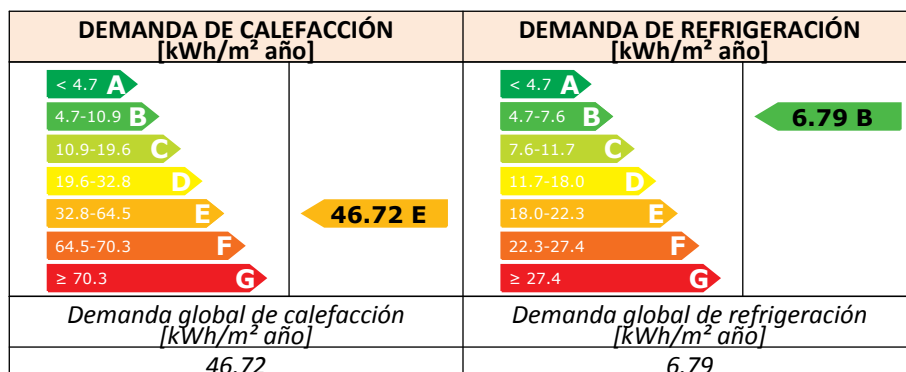 DEMANDA DE CALEFACCIÓN
[kWh/m² año]
DEMANDA DE REFRIGERACIÓN
[kWh/m² año]
< 4.7 A
4.7-10.9 B
10.9-19.6 C
19.6-32.8 D
32.8-64.5 E
64.5-70.3 F
≥ 70.3 G
46.72 E
< 4.7 A
4.7-7.6 B
7.6-11.7 C
11.7-18.0 D
18.0-22.3 E
22.3-27.4 F
≥ 27.4 G
6.79 B
Demanda global de calefacción
[kWh/m² año]
Demanda global de refrigeración
[kWh/m² año]
46.72
6.79